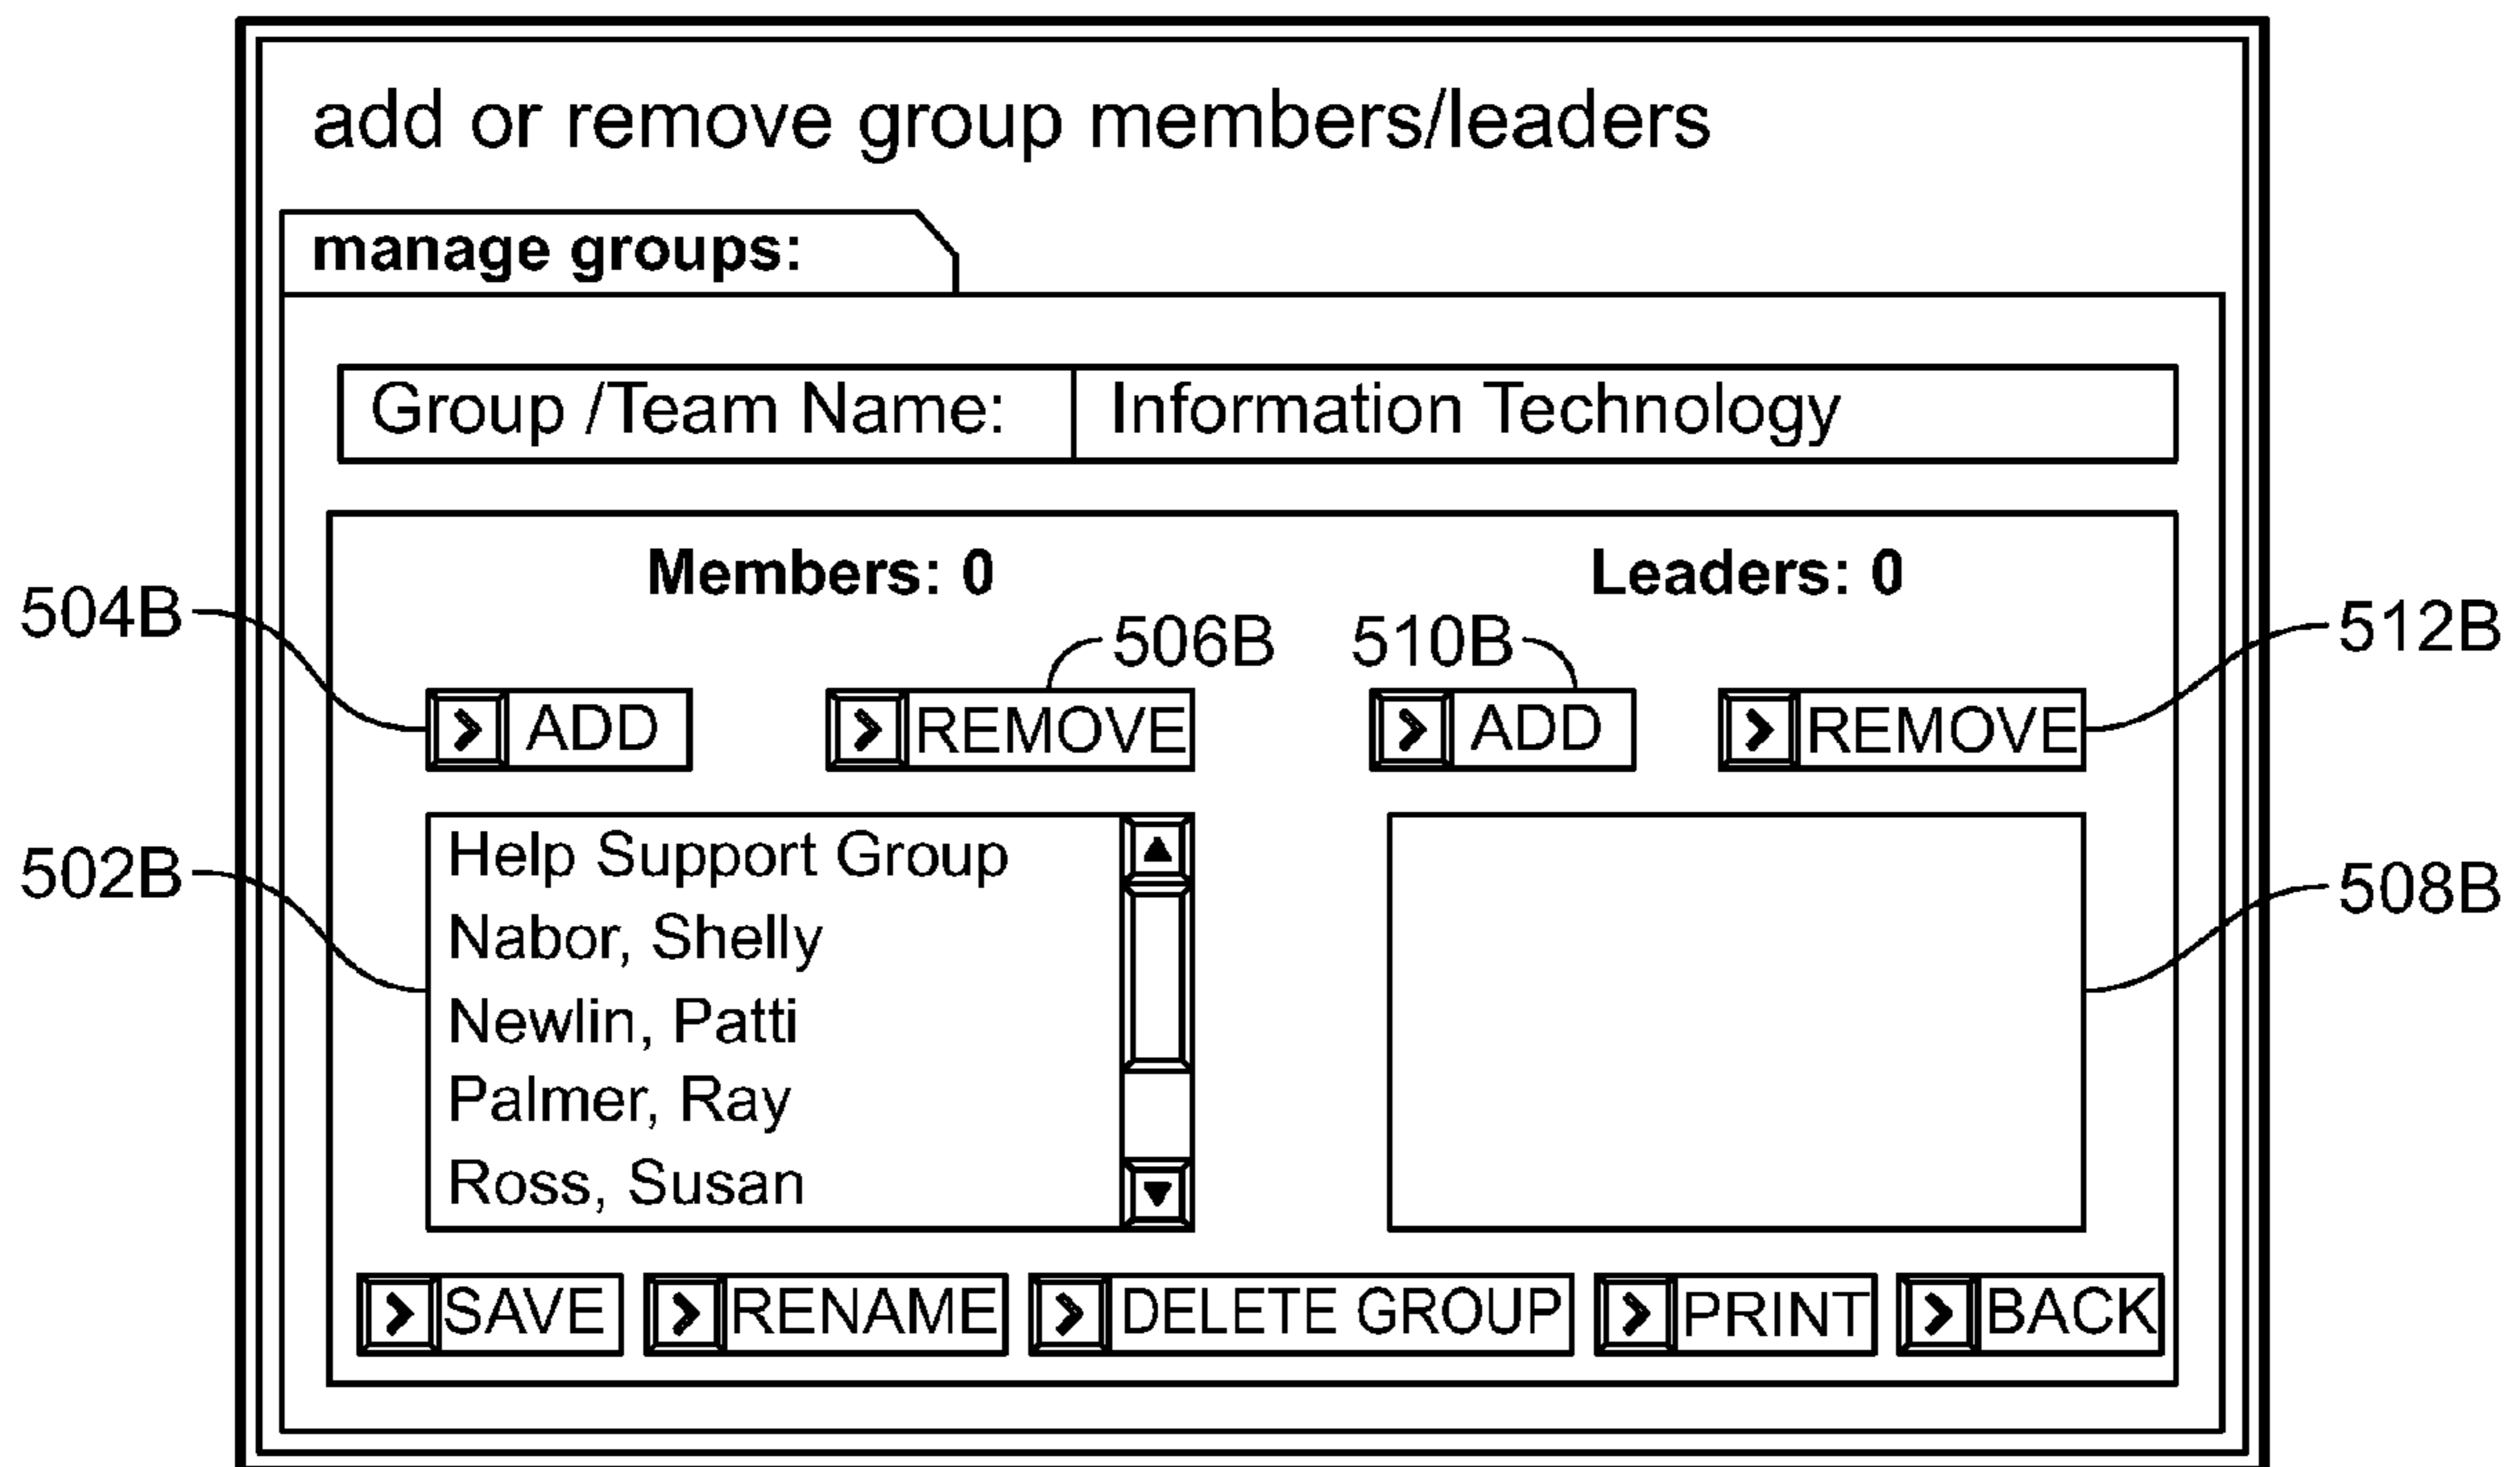 add or remove group members/leaders
manage groups:
Group /Team Name: Information Technology
Members: 0 Leaders: 0
504B 506B 510B 512B
ADD REMOVE ADD REMOVE
502B 508B
Help Support Group
Nabor, Shelly
Newlin, Patti
Palmer, Ray
Ross, Susan
SAVE RENAME DELETE GROUP PRINT BACK